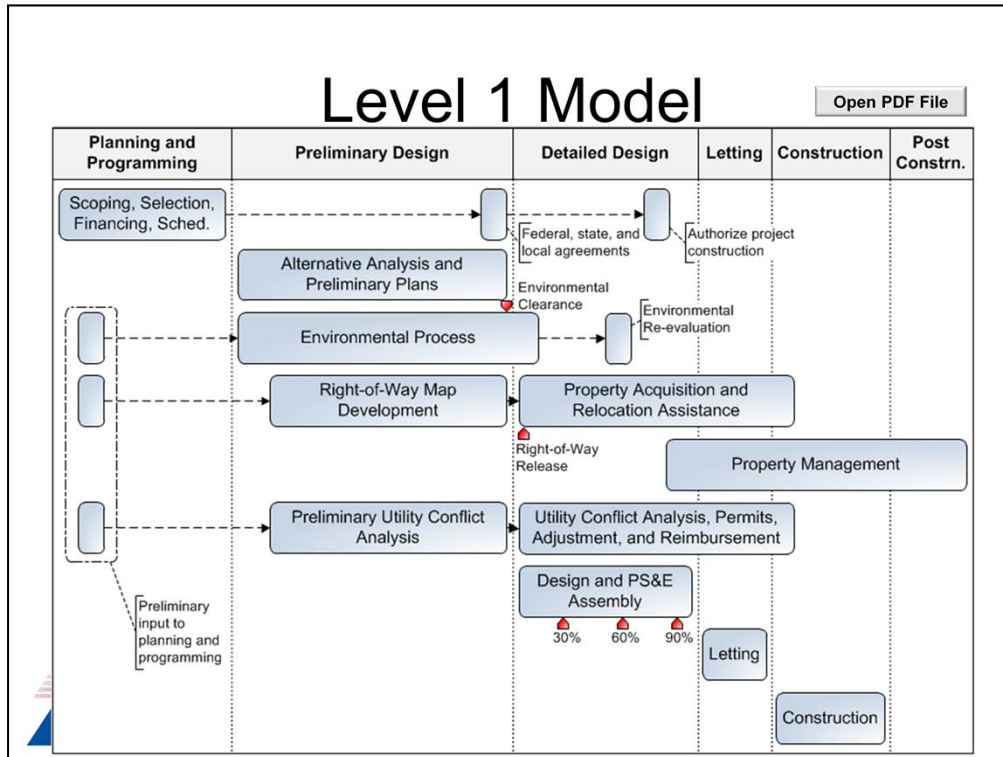 Level 1 Model
Open PDF File
Planning and
Programming
Preliminary Design
Detailed Design
Letting
Construction
Post
Constrn.
Scoping, Selection,
Financing, Sched.
Federal, state, and
local agreements
Authorize project
construction
Alternative Analysis and
Preliminary Plans
Environmental
Clearance
Environmental Process
Environmental
Re-evaluation
Right-of-Way Map
Development
Property Acquisition and
Relocation Assistance
Right-of-Way
Release
Property Management
Preliminary Utility Conflict
Analysis
Utility Conflict Analysis, Permits,
Adjustment, and Reimbursement
Design and PS&E
Assembly
30%
60%
90%
Preliminary
input to
planning and
programming
Letting
Construction